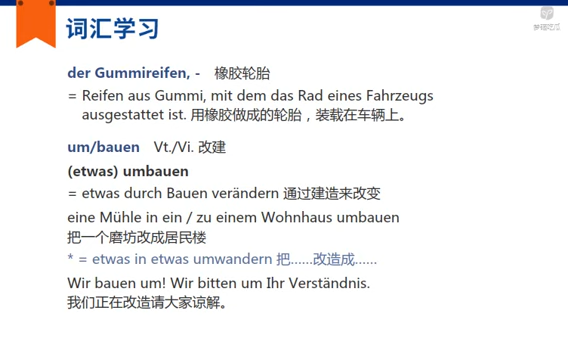 词汇学习
der Gummireifen, - 橡胶轮胎
= Reifen aus Gummi, mit dem das Rad eines Fahrzeugs
ausgestattet ist. 用橡胶做成的轮胎，装载在车辆上。
um/bauen Vt./Vi. 改建
(etwas) umbauen
= etwas durch Bauen verändern 通过建造来改变
eine Mühle in ein / zu einem Wohnhaus umbauen
把一个磨坊改成居民楼
* = etwas in etwas umwandern 把……改造成……
Wir bauen um! Wir bitten um Ihr Verständnis.
我们正在改造请大家谅解。